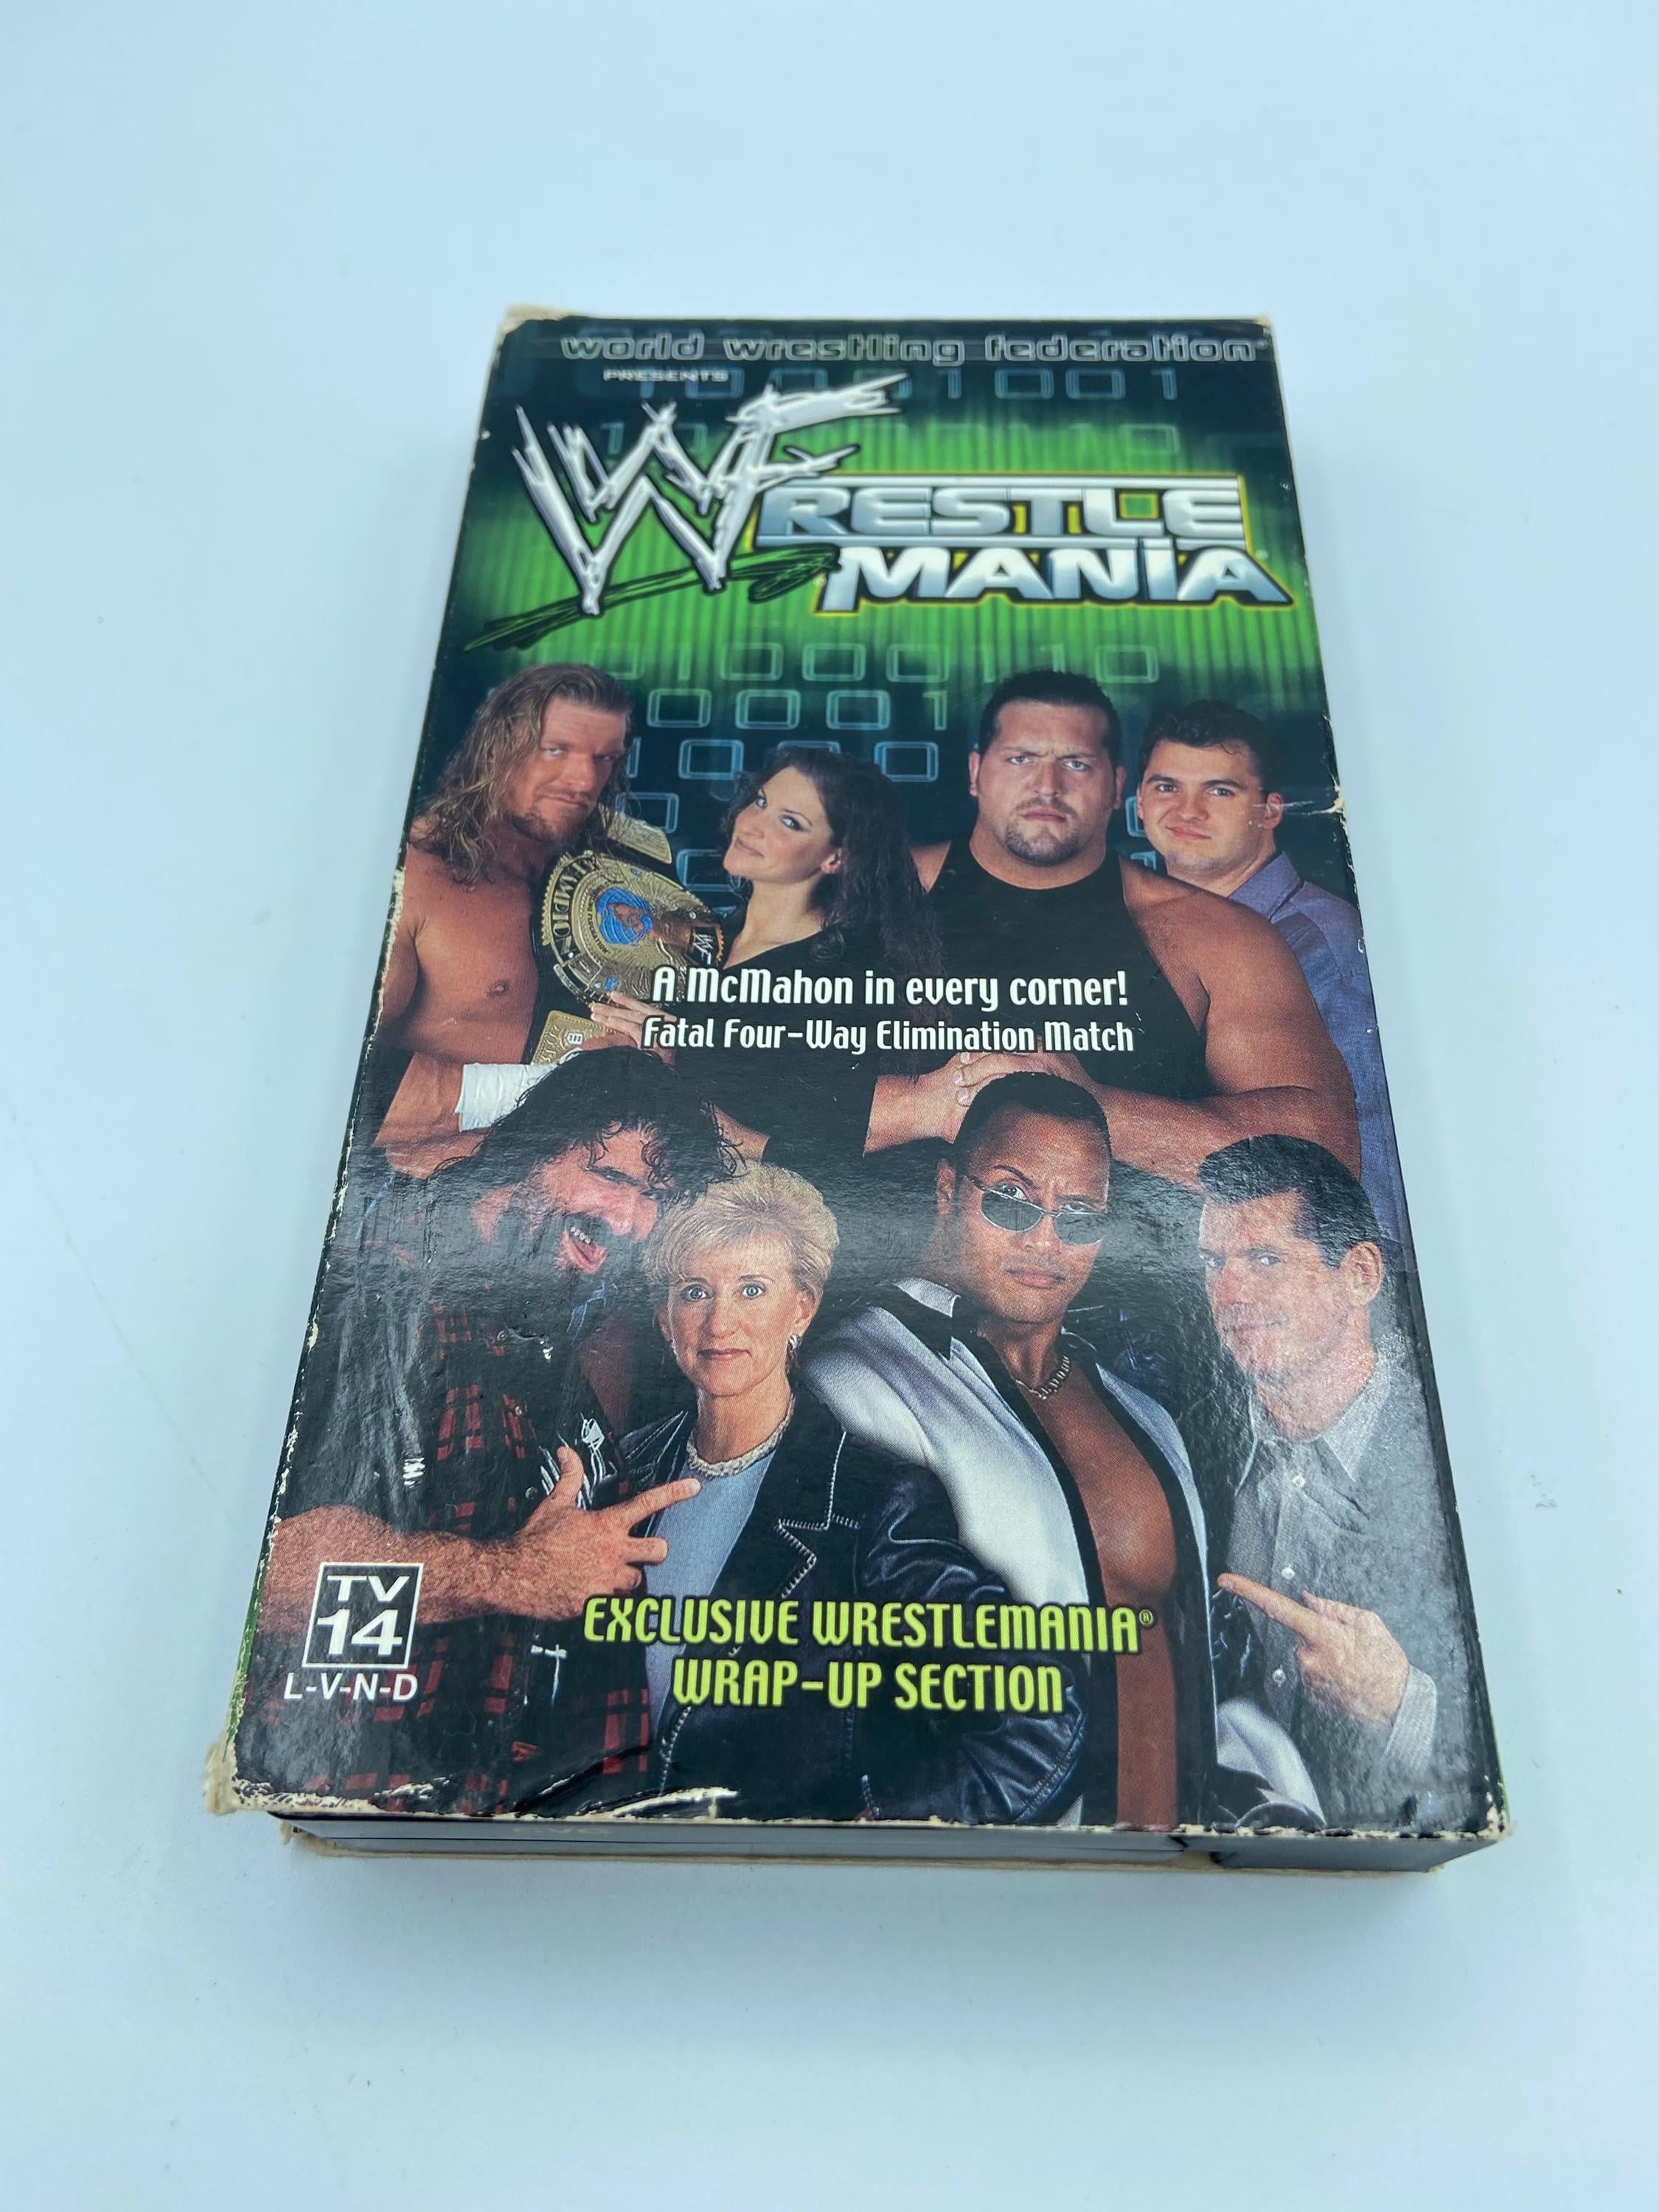 world wrestling federation
PRESENTS
WF
RESTLE
MANIA®
A McMahon in every corner!
Fatal Four-Way Elimination Match
EXCLUSIVE WRESTLEMANIA®
WRAP-UP SECTION
TV
14
L-V-N-D